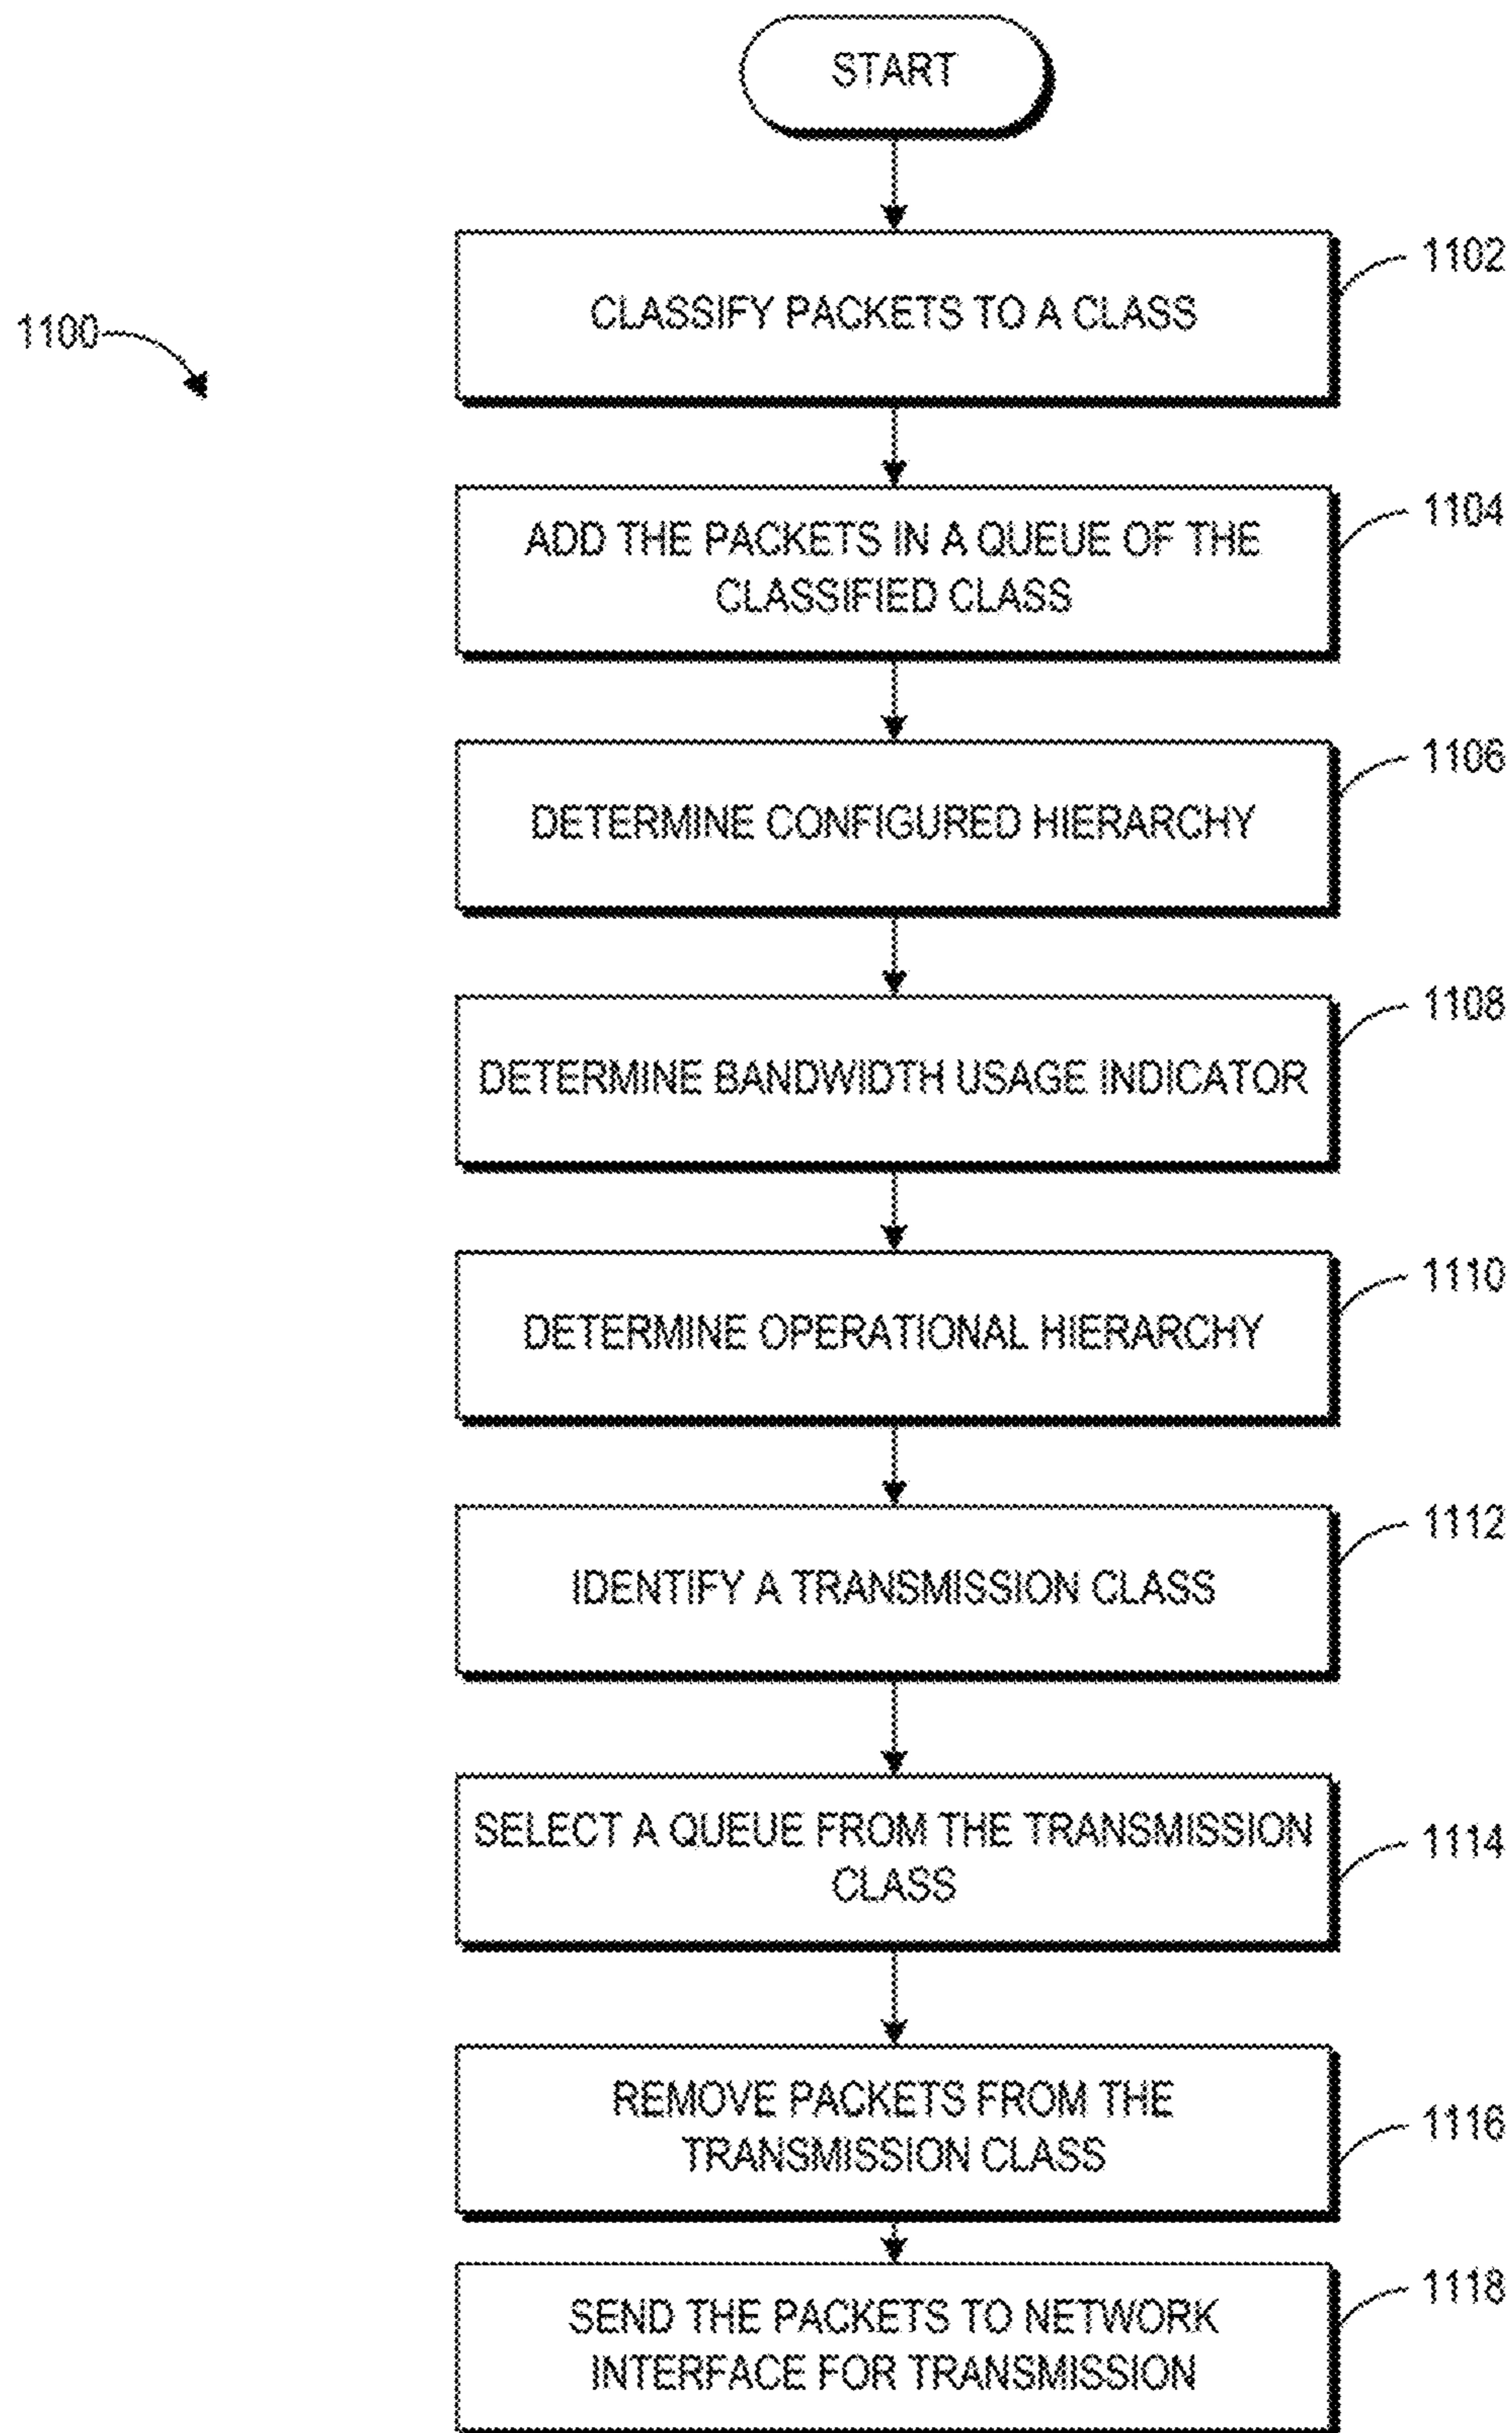 START
1102
CLASSIFY PACKETS TO A CLASS
1100
1104
ADD THE PACKETS IN A QUEUE OF THE
CLASSIFIED CLASS
1106
DETERMINE CONFIGURED HIERARCHY
1108
DETERMINE BANDWIDTH USAGE INDICATOR
1110
DETERMINE OPERATIONAL HIERARCHY
1112
IDENTIFY A TRANSMISSION CLASS
SELECT A QUEUE FROM THE TRANSMISSION
CLASS
1114
REMOVE PACKETS FROM THE
TRANSMISSION CLASS
1116
1118
SEND THE PACKETS TO NETWORK
INTERFACE FOR TRANSMISSION